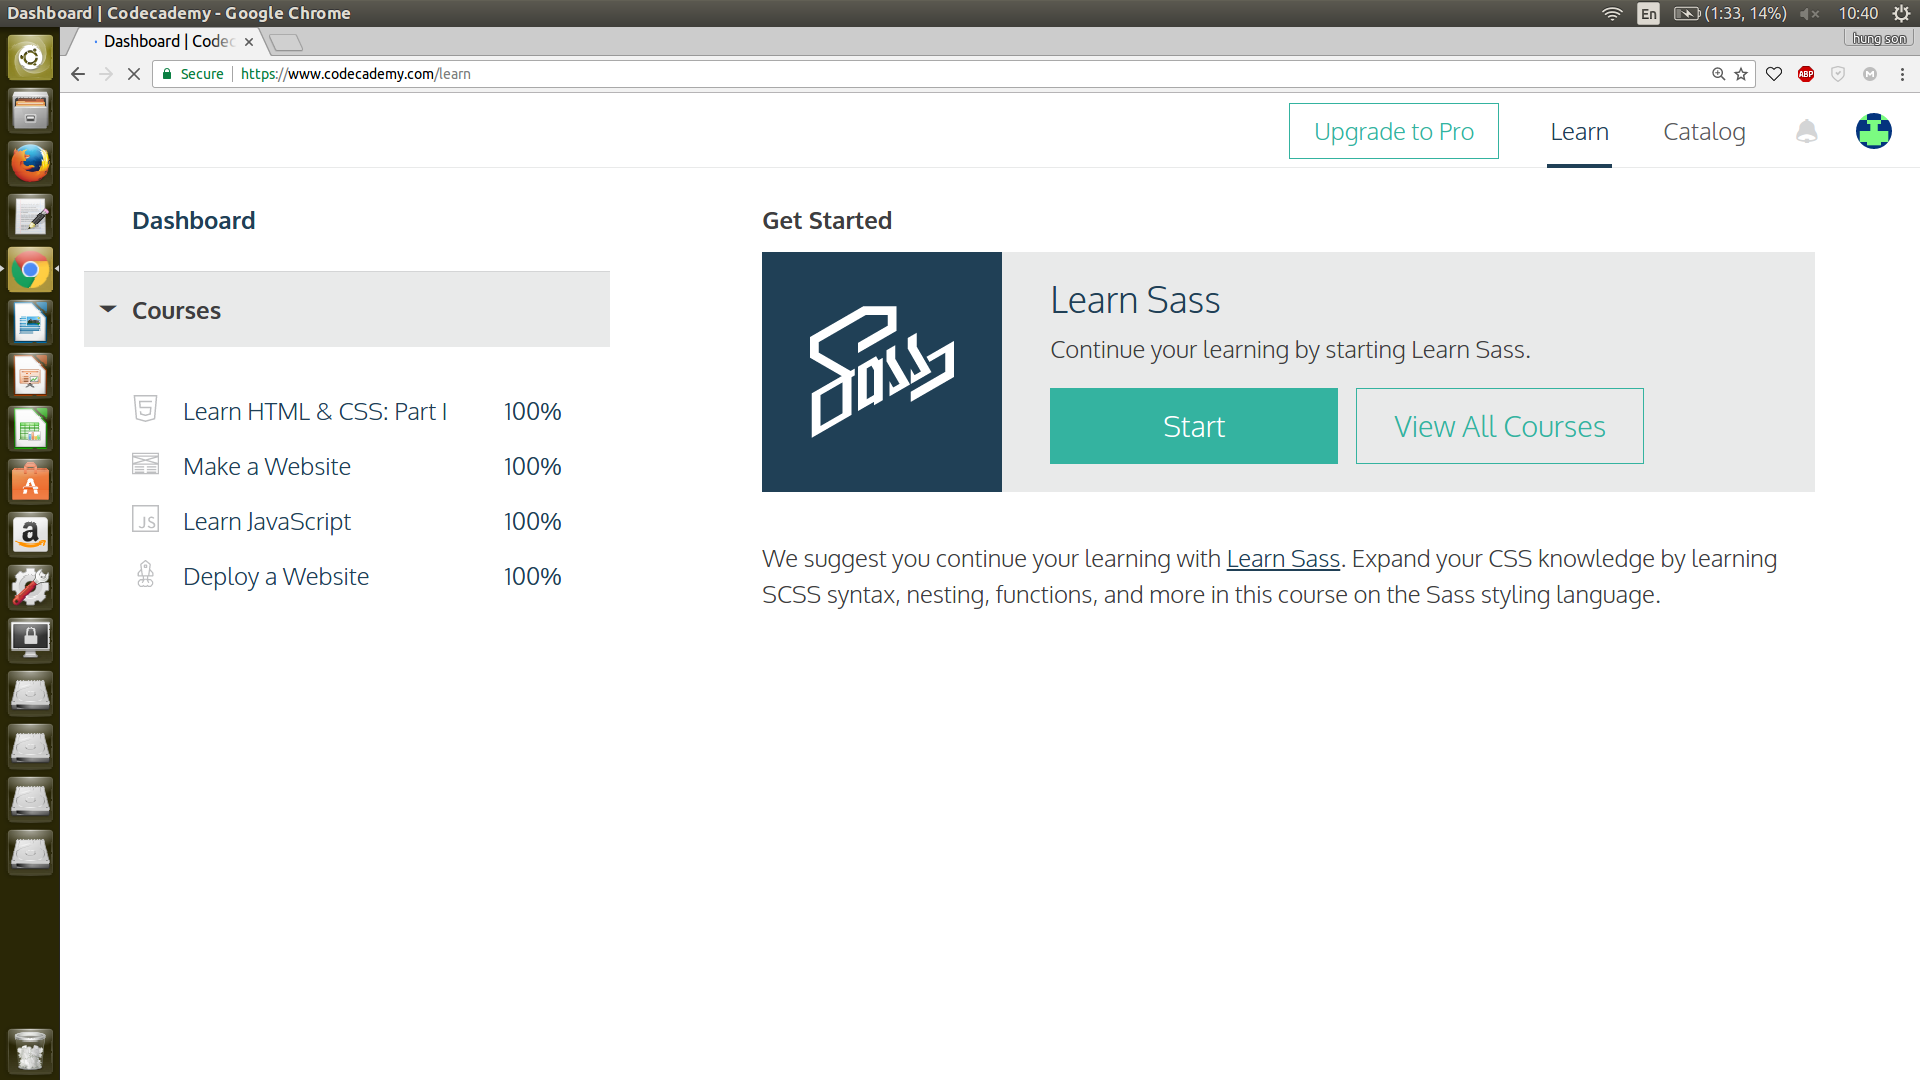 Dashboard | Codecademy - Google Chrome
En
(1:33, 14%)
10:40
Dashboard | Codec
hung son
Secure
https://www.codecademy.com/learn
ABP
M
Upgrade to Pro
Learn
Catalog
Dashboard
Get Started
Courses
Sass
Learn Sass
Continue your learning by starting Learn Sass.
Start
View All Courses
5
Learn HTML & CSS: Part I
100%
Make a Website
100%
JS
Learn JavaScript
100%
Deploy a Website
100%
We suggest you continue your learning with Learn Sass. Expand your CSS knowledge by learning
SCSS syntax, nesting, functions, and more in this course on the Sass styling language.